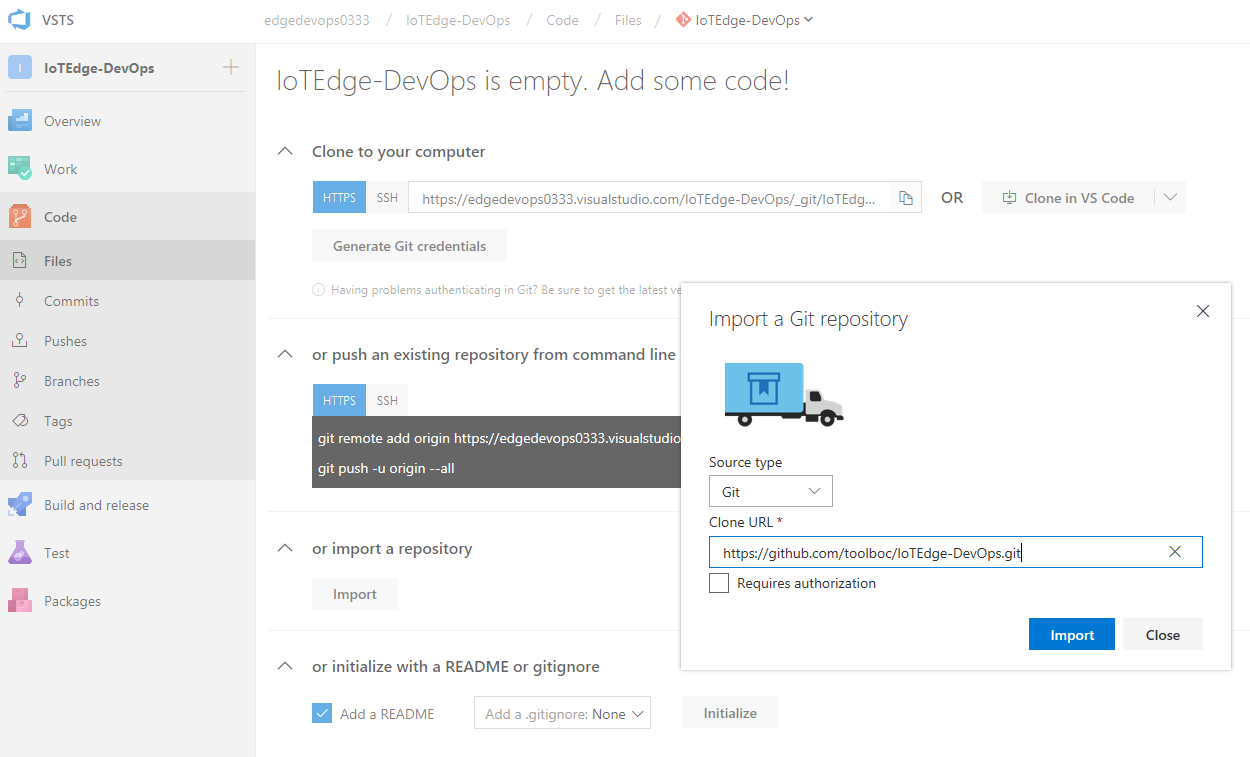 VSTS
edgedevops0333 / IoTEdge-DevOps / Code / Files / IoTEdge-DevOps
I IoTEdge-DevOps
Overview
Work
Code
Files
Commits
Pushes
Branches
Tags
Pull requests
Build and release
Test
Packages
IoTEdge-DevOps is empty. Add some code!
Clone to your computer
HTTPS SSH https://edgedevops0333.visualstudio.com/IoTEdge-DevOps/_git/IoTEdg... OR Clone in VS Code
Generate Git credentials
Having problems authenticating in Git? Be sure to get the latest ve
or push an existing repository from command line
HTTPS SSH
git remote add origin https://edgedevops0333.visualstudio
git push -u origin --all
or import a repository
Import
or initialize with a README or gitignore
Add a README Add a .gitignore: None Initialize
Import a Git repository
Source type
Git
Clone URL *
https://github.com/toolboc/IoTEdge-DevOps.git
Requires authorization
Import Close